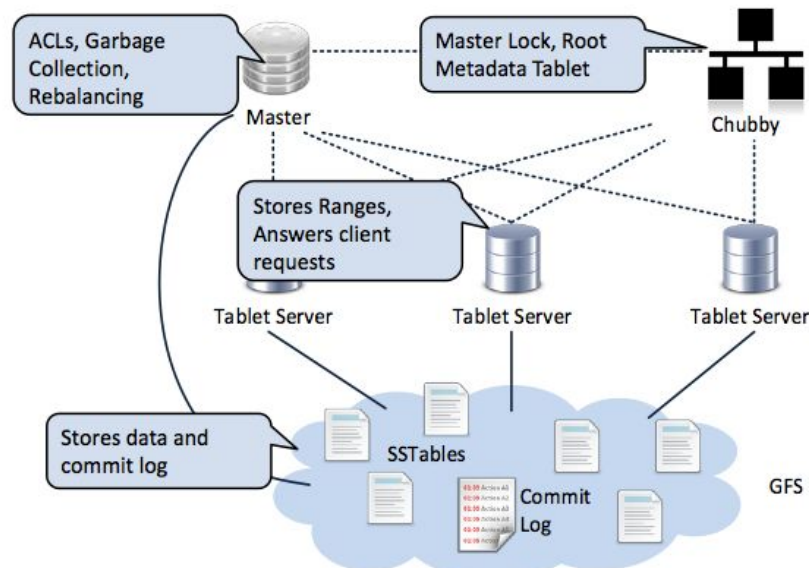 ACLs, Garbage
Collection,
Rebalancing
Master Lock, Root
Metadata Tablet
Master
Chubby
Stores Ranges,
Answers client
requests
Tablet Server
Tablet Server
Tablet Server
Stores data and
commit log
SSTables
Commit
Log
GFS